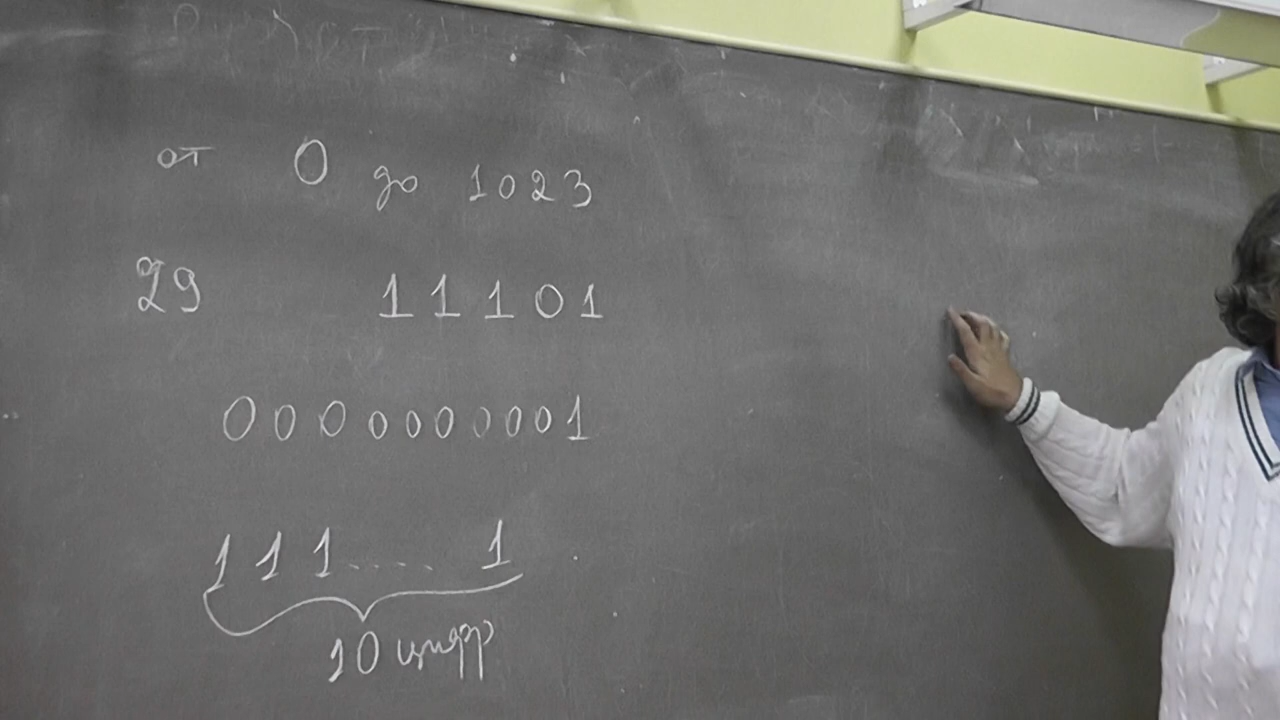 от 0 до 1023
29 11101
0000000001
111.....1
10 цифр